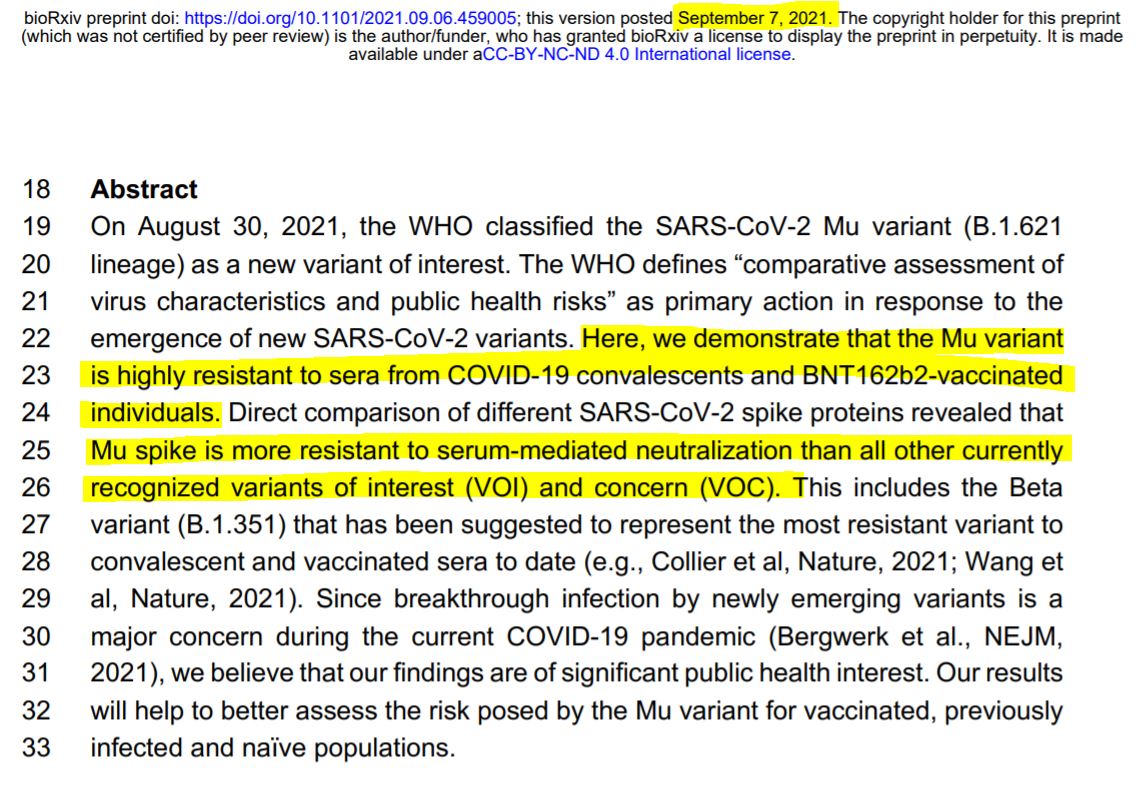 bioRxiv preprint doi: https://doi.org/10.1101/2021.09.06.459005; this version posted September 7, 2021. The copyright holder for this preprint
(which was not certified by peer review) is the author/funder, who has granted bioRxiv a license to display the preprint in perpetuity. It is made
available under aCC-BY-NC-ND 4.0 International license.
18 Abstract
19 On August 30, 2021, the WHO classified the SARS-CoV-2 Mu variant (B.1.621
20 lineage) as a new variant of interest. The WHO defines “comparative assessment of
21 virus characteristics and public health risks” as primary action in response to the
22 emergence of new SARS-CoV-2 variants. Here, we demonstrate that the Mu variant
23 is highly resistant to sera from COVID-19 convalescents and BNT162b2-vaccinated
24 individuals. Direct comparison of different SARS-CoV-2 spike proteins revealed that
25 Mu spike is more resistant to serum-mediated neutralization than all other currently
26 recognized variants of interest (VOI) and concern (VOC). This includes the Beta
27 variant (B.1.351) that has been suggested to represent the most resistant variant to
28 convalescent and vaccinated sera to date (e.g., Collier et al, Nature, 2021; Wang et
29 al, Nature, 2021). Since breakthrough infection by newly emerging variants is a
30 major concern during the current COVID-19 pandemic (Bergwerk et al., NEJM,
31 2021), we believe that our findings are of significant public health interest. Our results
32 will help to better assess the risk posed by the Mu variant for vaccinated, previously
33 infected and naïve populations.